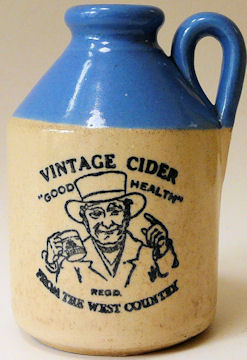 VINTAGE CIDER
"GOOD HEALTH"
REGD.
FROM THE WEST COUNTRY